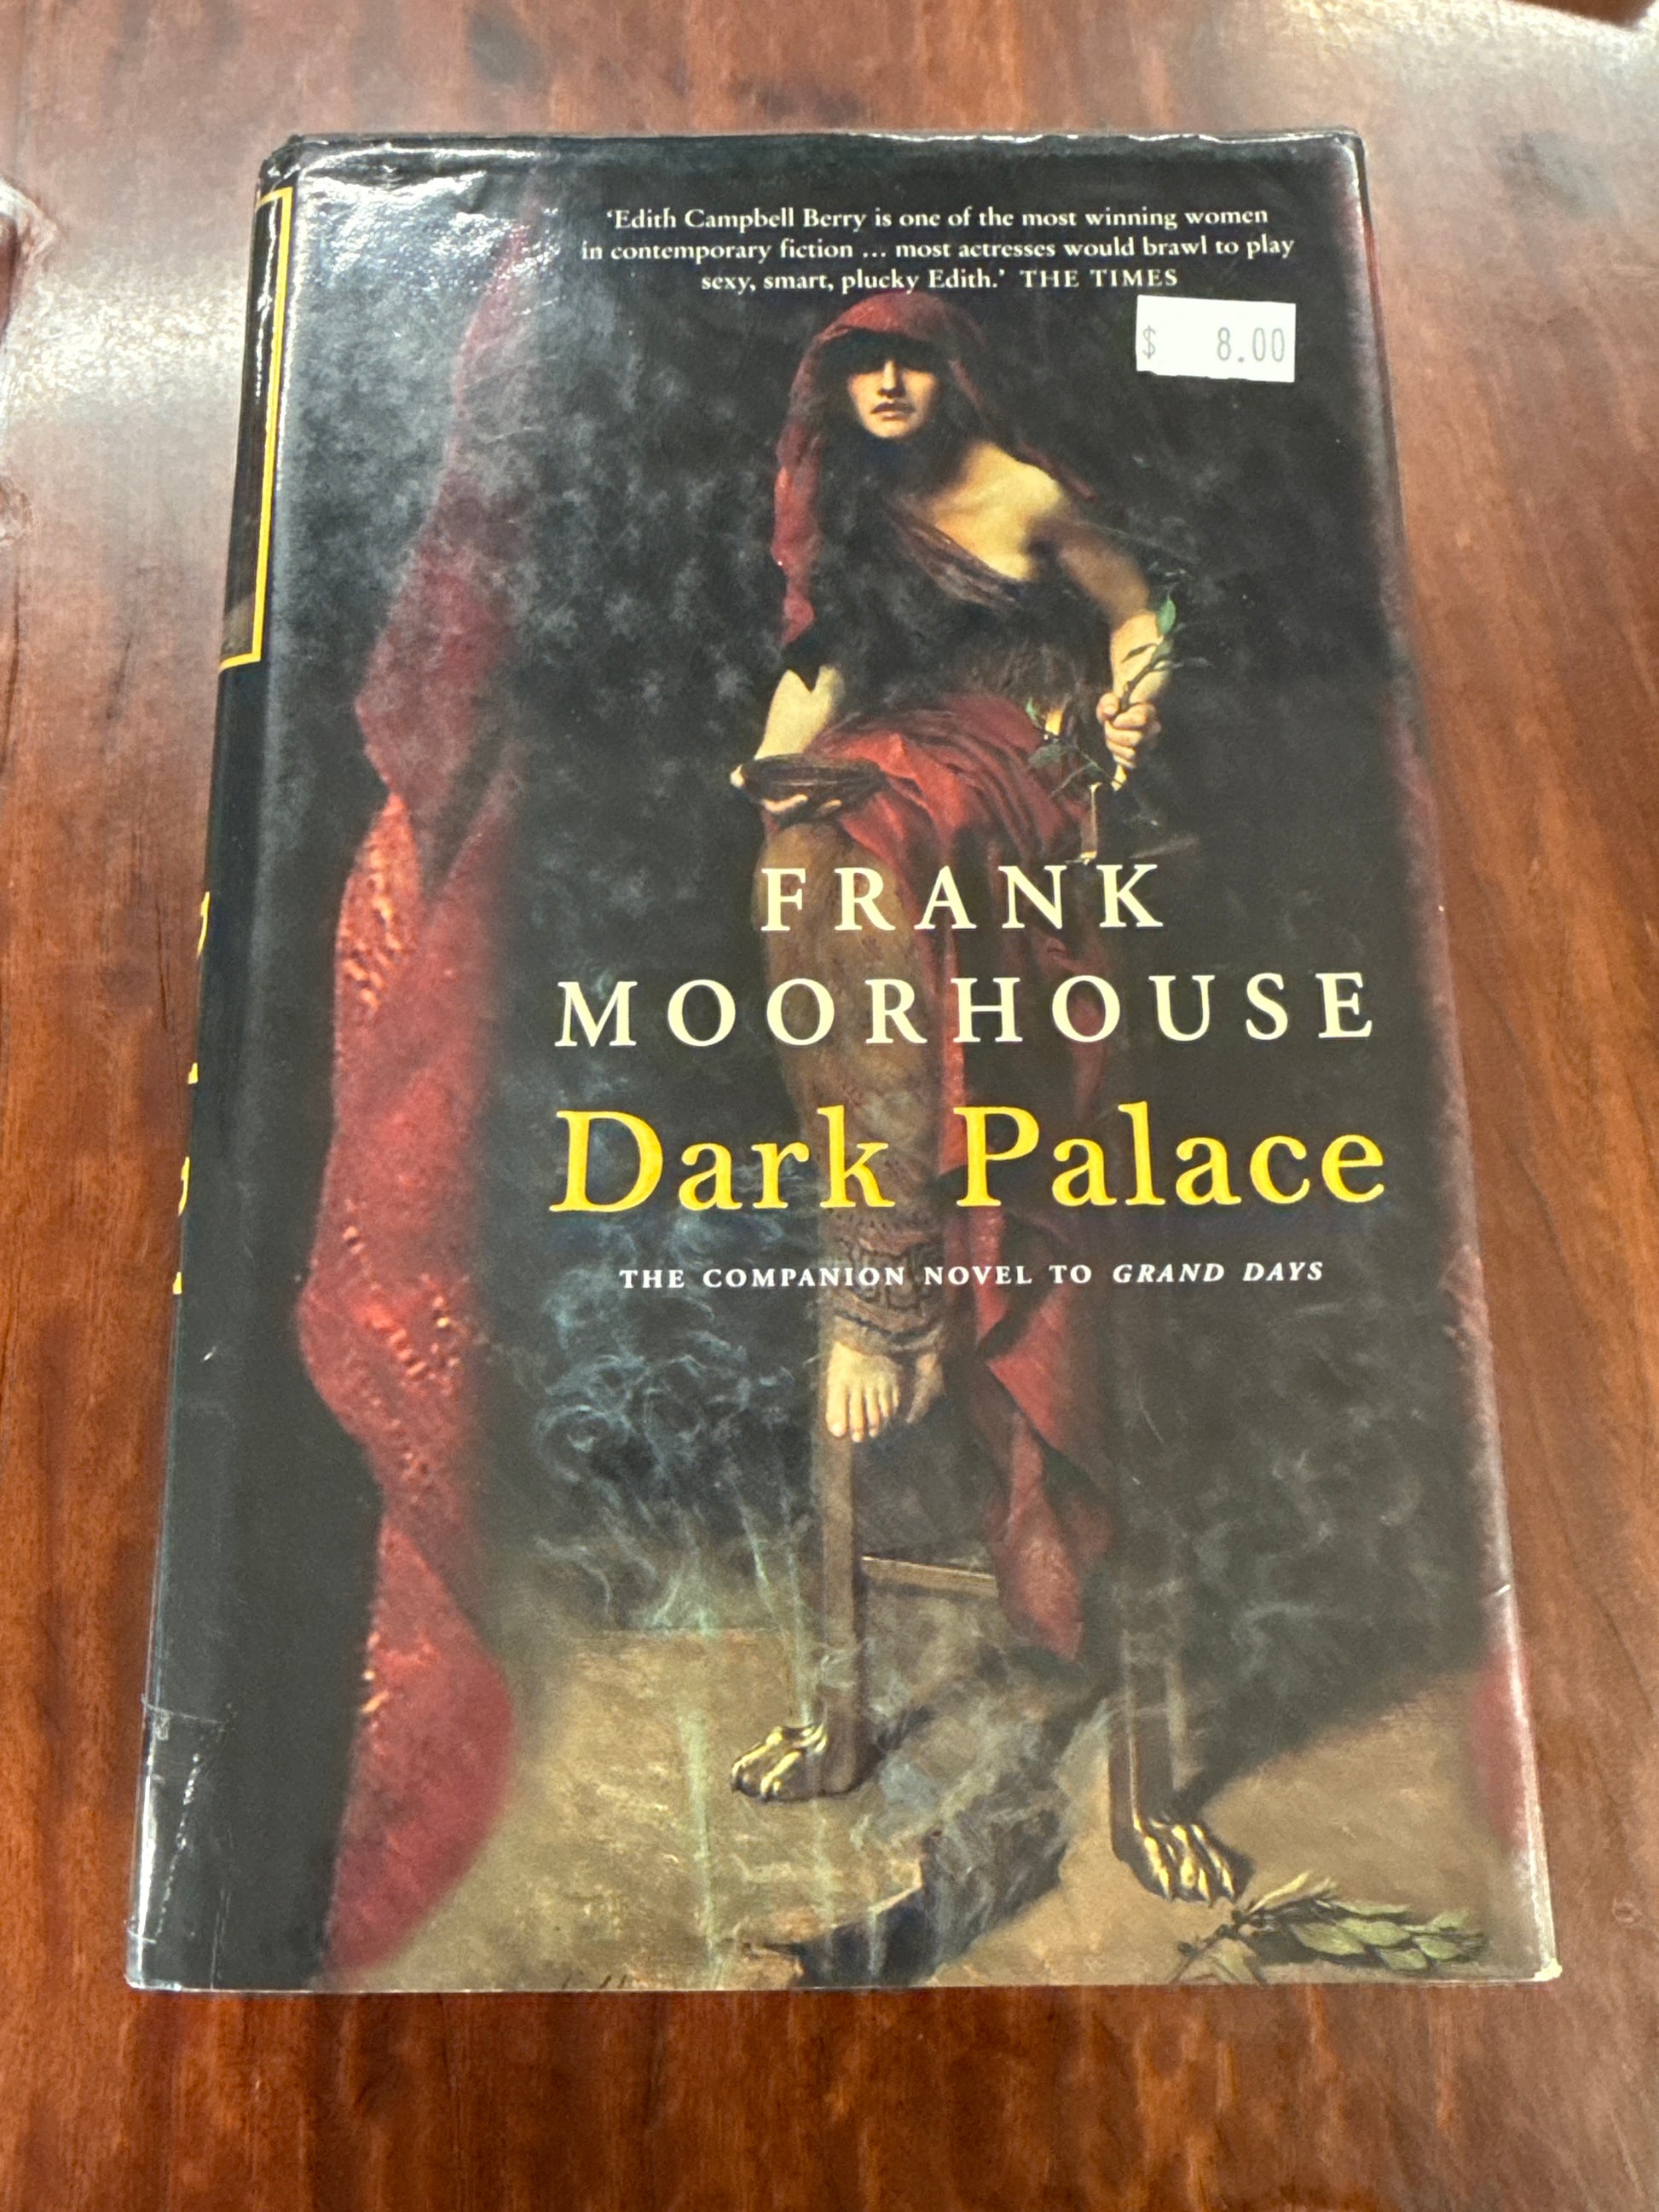 ‘Edith Campbell Berry is one of the most winning women
in contemporary fiction ... most actresses would brawl to play
sexy, smart, plucky Edith.’ THE TIMES
$ 8.00
FRANK
MOORHOUSE
Dark Palace
THE COMPANION NOVEL TO GRAND DAYS